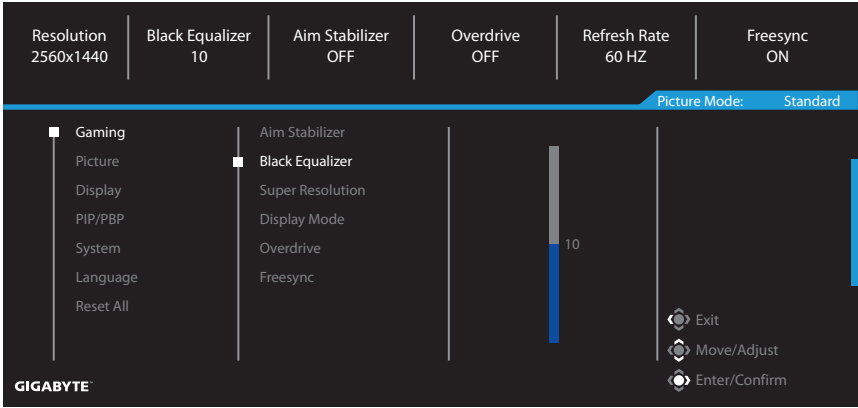 Resolution Black Equalizer Aim Stabilizer Overdrive Refresh Rate Freesync
2560x1440 10 OFF OFF 60 HZ ON
Picture Mode: Standard
Gaming Aim Stabilizer
Picture Black Equalizer
Display Super Resolution
PIP/PBP Display Mode
System Overdrive 10
Language Freesync
Reset All
Exit
Move/Adjust
GIGABYTE™ Enter/Confirm